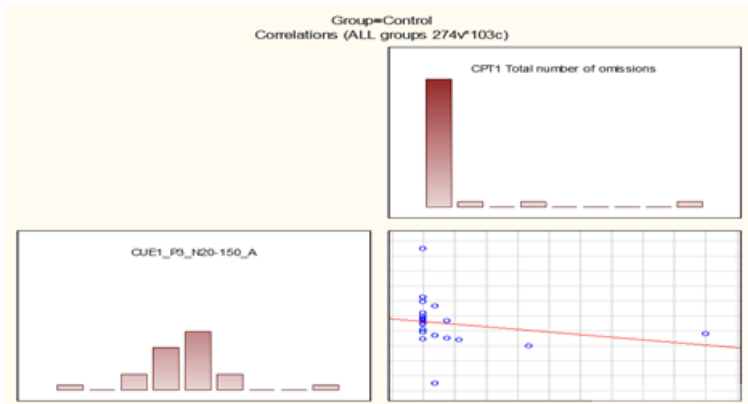 Group=Control
Correlations (ALL groups 274v*103c)
CPT1 Total number of omissions
CUE1_P3_N20-150_A